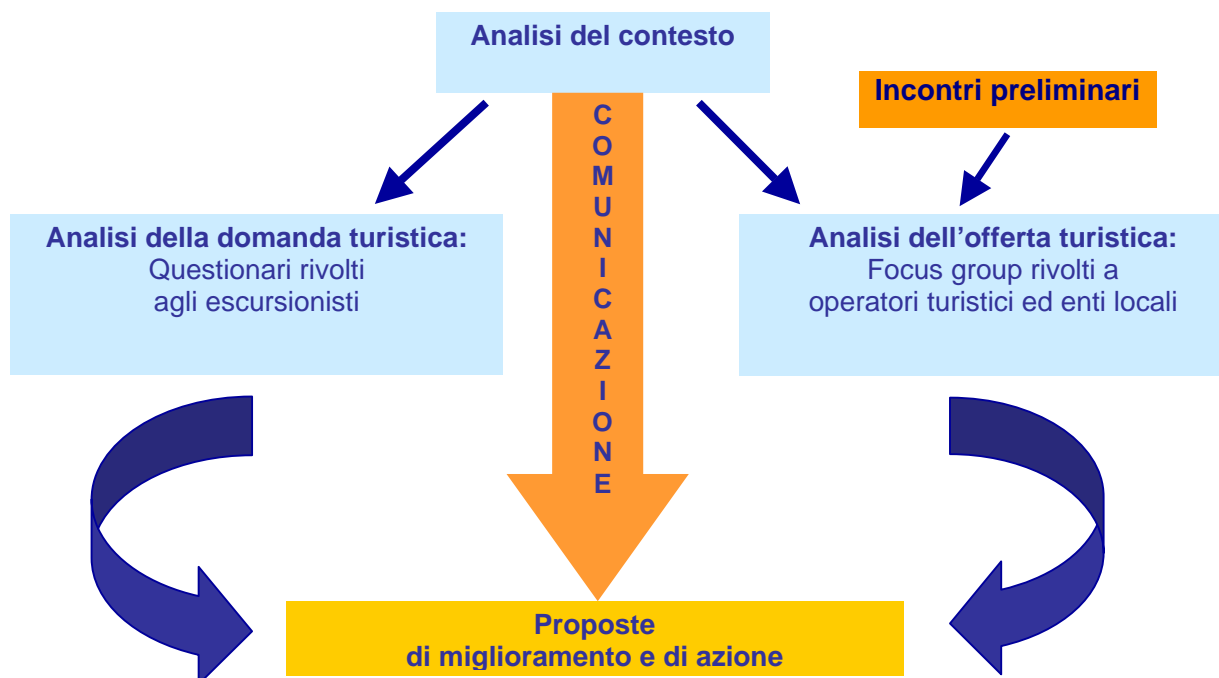 Analisi del contesto
Incontri preliminari
COMUNICAZIONE
Analisi della domanda turistica:
Questionari rivolti
agli escursionisti
Analisi dell’offerta turistica:
Focus group rivolti a
operatori turistici ed enti locali
Proposte
di miglioramento e di azione